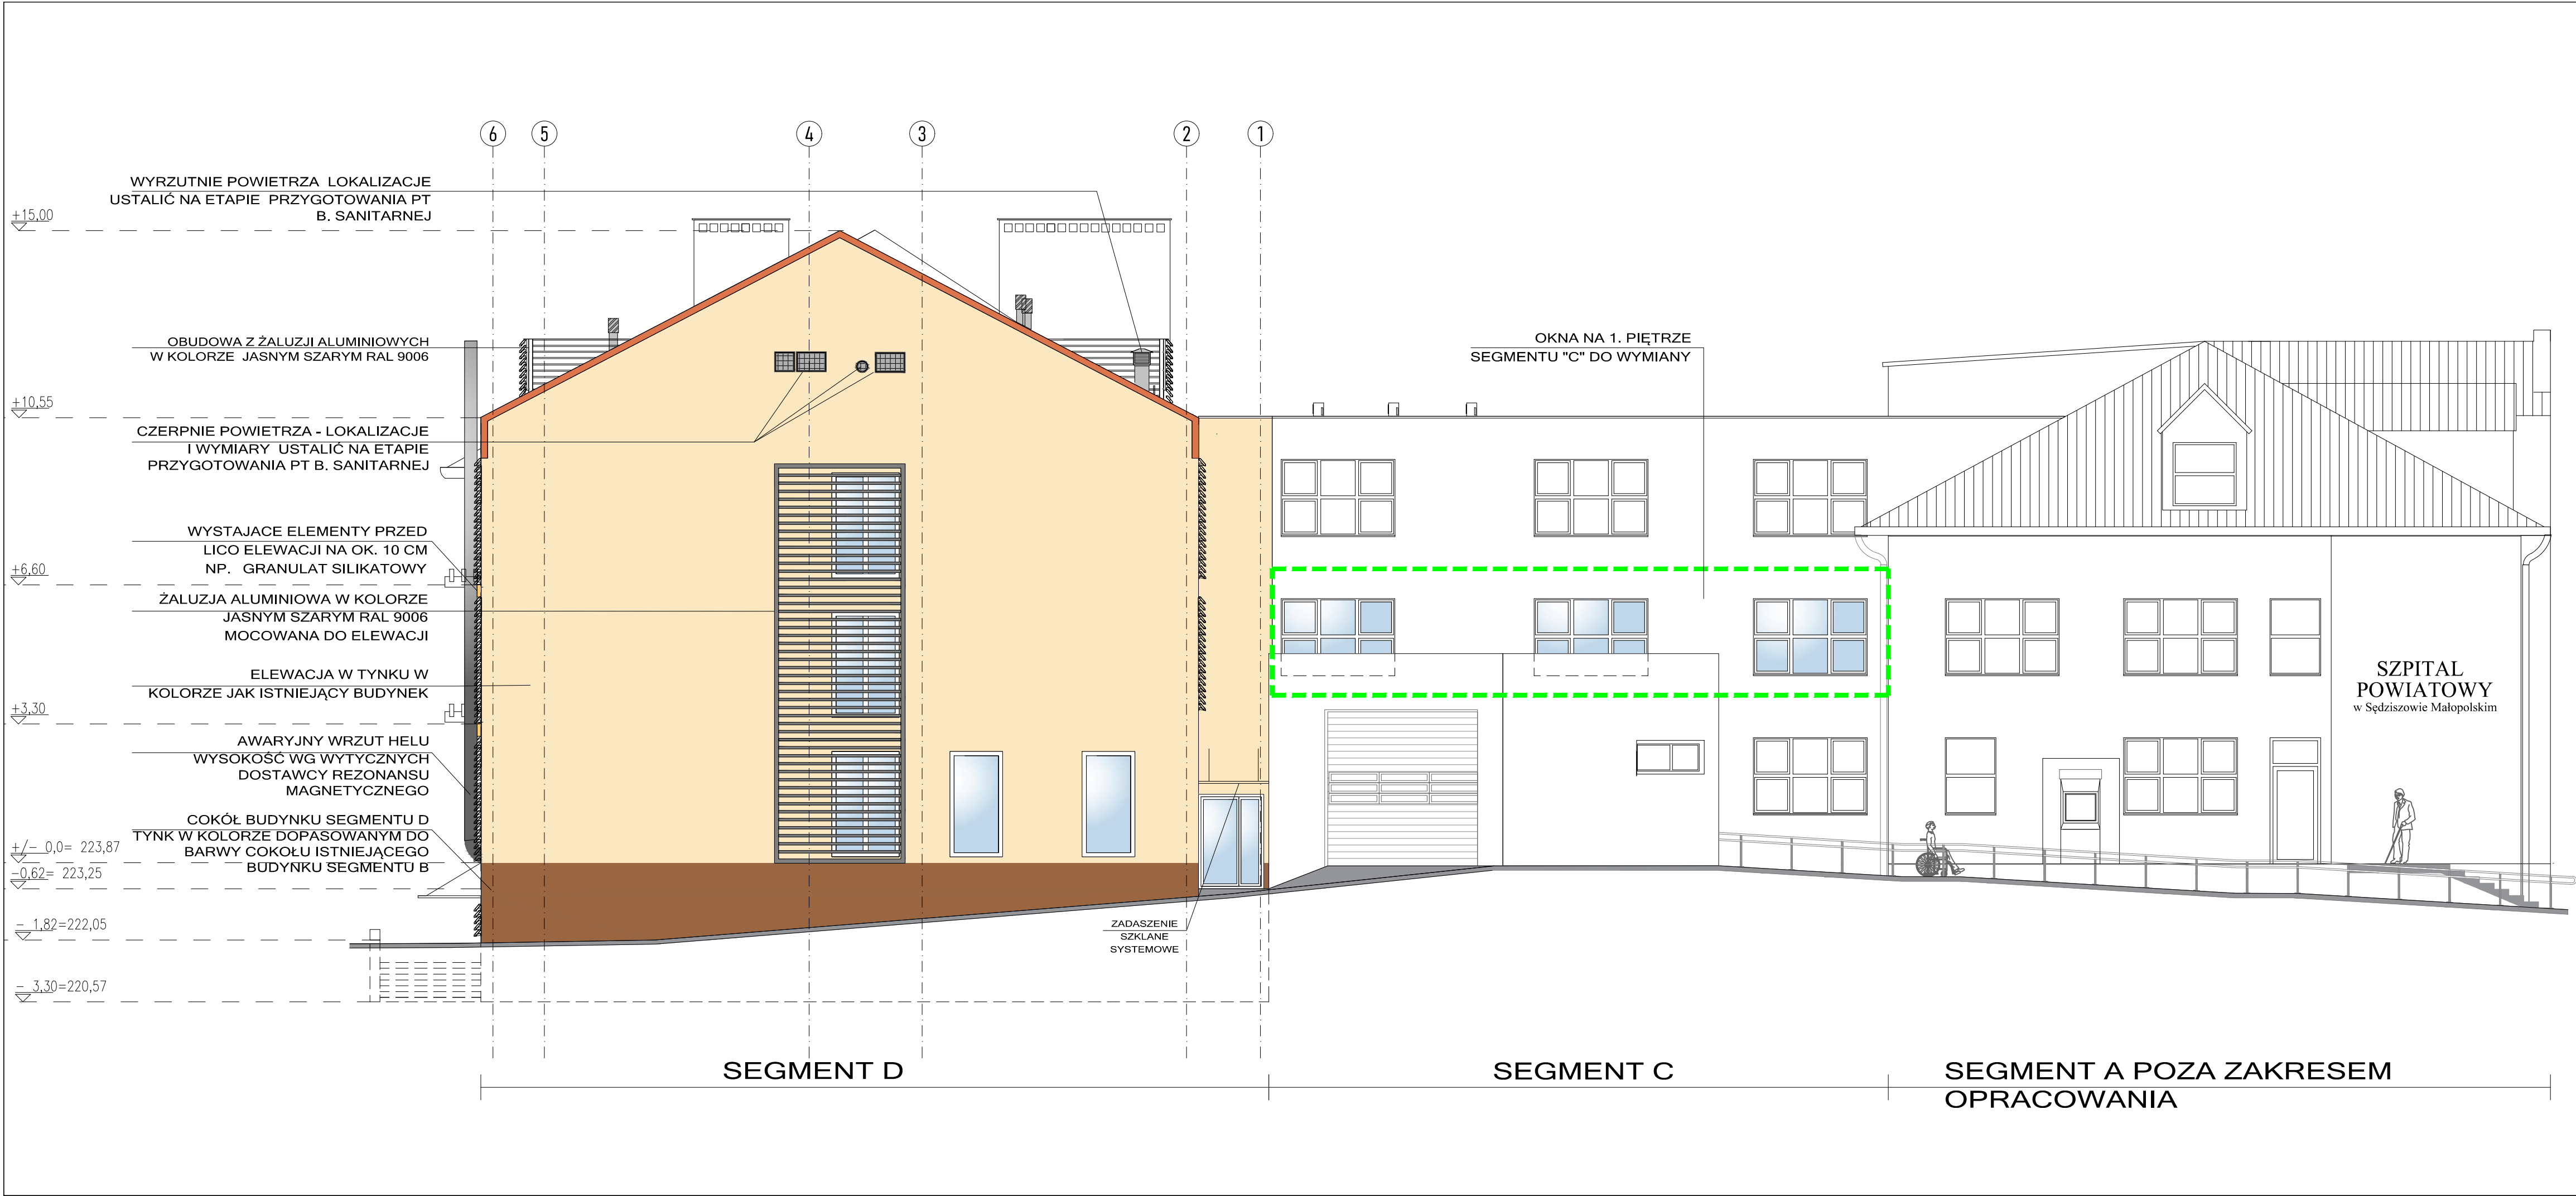 6
5
4
3
2
1
WYRZUTNIE POWIETRZA LOKALIZACJE
USTALIĆ NA ETAPIE PRZYGOTOWANIA PT
B. SANITARNEJ
+15,00
OBUDOWA Z ŻALUZJI ALUMINIOWYCH
W KOLORZE JASNYM SZARYM RAL 9006
+10,55
CZERPNIE POWIETRZA - LOKALIZACJE
I WYMIARY USTALIĆ NA ETAPIE
PRZYGOTOWANIA PT B. SANITARNEJ
WYSTAJACE ELEMENTY PRZED
LICO ELEWACJI NA OK. 10 CM
NP. GRANULAT SILIKATOWY
+6,60
ŻALUZJA ALUMINIOWA W KOLORZE
JASNYM SZARYM RAL 9006
MOCOWANA DO ELEWACJI
ELEWACJA W TYNKU W
KOLORZE JAK ISTNIEJĄCY BUDYNEK
+3,30
AWARYJNY WRZUT HELU
WYSOKOŚĆ WG WYTYCZNYCH
DOSTAWCY REZONANSU
MAGNETYCZNEGO
COKÓŁ BUDYNKU SEGMENTU D
TYNK W KOLORZE DOPASOWANYM DO
BARWY COKOŁU ISTNIEJĄCEGO
BUDYNKU SEGMENTU B
+/- 0,0= 223,87
-0,62= 223,25
- 1,82=222,05
- 3,30=220,57
OKNA NA 1. PIĘTRZE
SEGMENTU "C" DO WYMIANY
SZPITAL
POWIATOWY
w Sędziszowie Małopolskim
ZADASZENIE
SZKLANE
SYSTEMOWE
SEGMENT D
SEGMENT C
SEGMENT A POZA ZAKRESEM
OPRACOWANIA